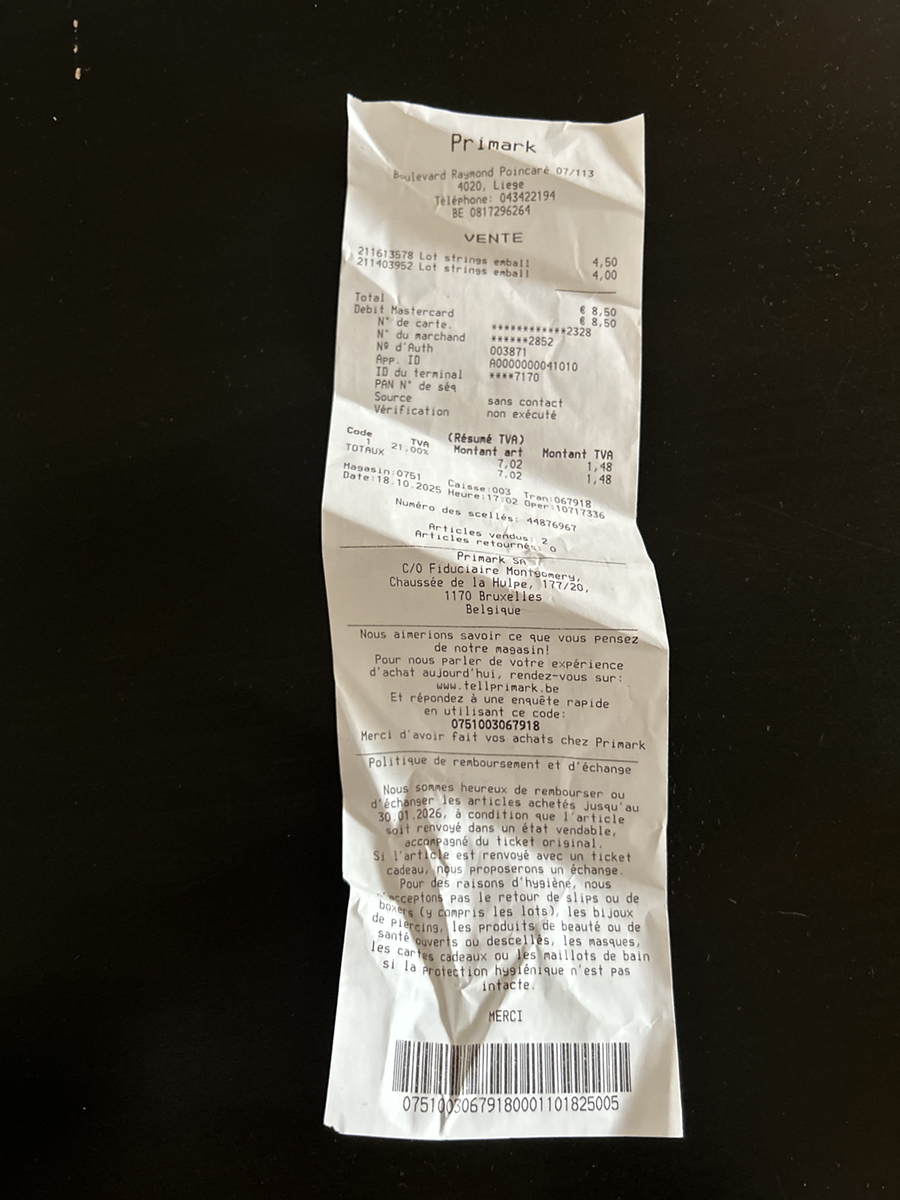 Primark
Boulevard Raymond Poincaré 07/113
4020, Liege
Téléphone: 043422194
BE 0817296264
VENTE
211613578 Lot strings emball 4,50
211403952 Lot strings emball 4,00
Total € 8,50
Debit Mastercard € 8,50
N° de carte. ************2328
N° du marchand ******2852
Nº d'Auth 003871
App. ID A0000000041010
ID du terminal ****7170
PAN N° de séq
Source sans contact
Vérification non exécuté
(Résumé TVA)
Code TVA Montant art Montant TVA
1 21,00% 7,02 1,48
TOTAUX 7,02 1,48
Magasin:0751 Caisse:003 Tran:067918
Date:18.10.2025 Heure:17:02 Oper:10717336
Numéro des scellés: 44876967
Articles vendus: 2
Articles retournés: 0
Primark SA
C/O Fiduciaire Montgomery,
Chaussée de la Hulpe, 177/20,
1170 Bruxelles
Belgique
Nous aimerions savoir ce que vous pensez
de notre magasin!
Pour nous parler de votre expérience
d'achat aujourd'hui, rendez-vous sur:
www.tellprimark.be
Et répondez à une enquête rapide
en utilisant ce code:
0751003067918
Merci d'avoir fait vos achats chez Primark
Politique de remboursement et d'échange
Nous sommes heureux de rembourser ou
d'échanger les articles achetés jusqu'au
30.01.2026, à condition que l'article
soit renvoyé dans un état vendable,
accompagné du ticket original.
Si l'article est renvoyé avec un ticket
cadeau, nous proposerons un échange.
Pour des raisons d'hygiène, nous
n'acceptons pas le retour de slips ou de
boxers (y compris les lots), les bijoux
de piercing, les produits de beauté ou de
santé ouverts ou descellés, les masques,
les cartes cadeaux ou les maillots de bain
si la Protection hygiénique n'est pas
intacte.
MERCI
07510030679180001101825005